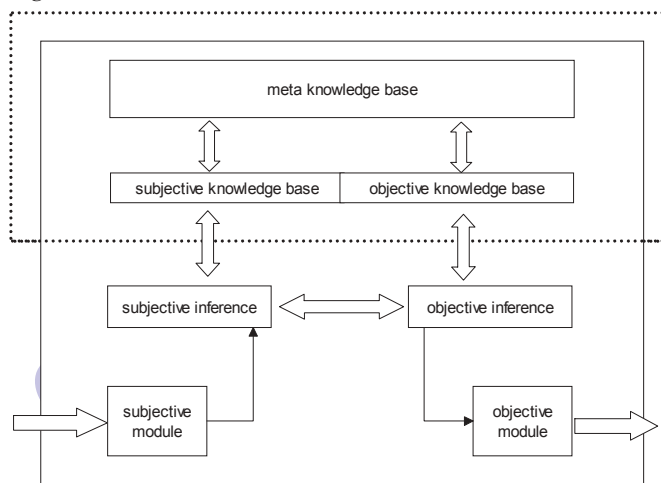 meta knowledge base
subjective knowledge base
objective knowledge base
subjective inference
objective inference
subjective
module
objective
module